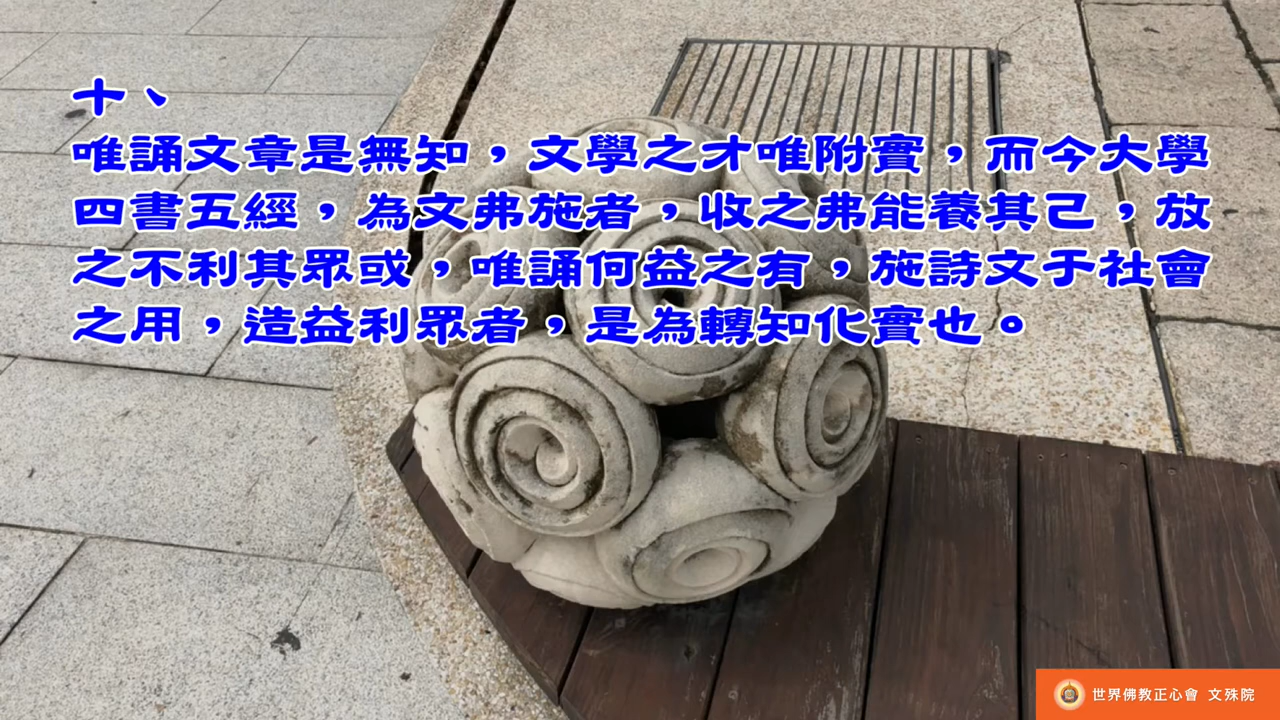 十、
唯誦文章是無知，文學之才唯附實，而今大學
四書五經，為文弗施者，收之弗能養其己，放
之不利其眾或，唯誦何益之有，施詩文于社會
之用，造益利眾者，是為轉知化實也。
世界佛教正心會 文殊院